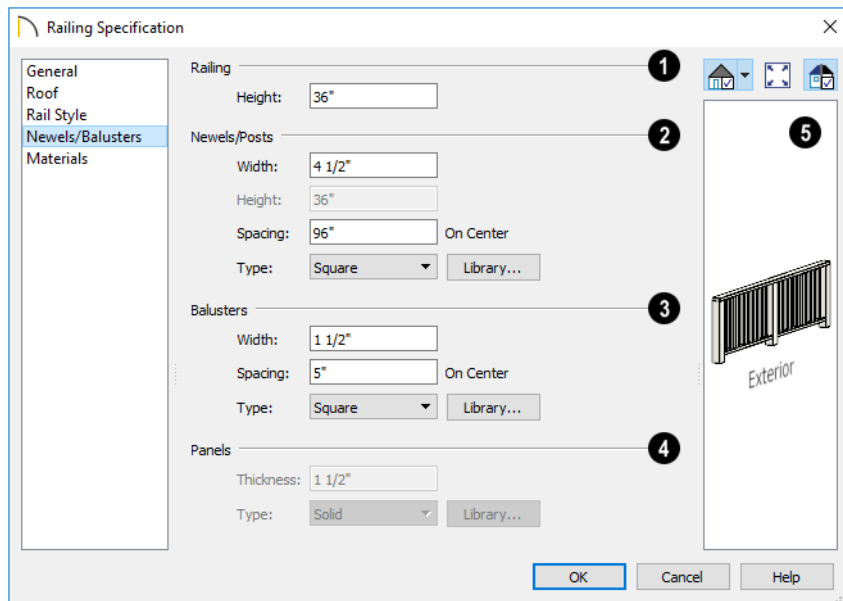 Railing Specification
General
Roof
Rail Style
Newels/Balusters
Materials
Railing
1
Height: 36"
Newels/Posts
2
Width: 4 1/2"
Height: 36"
Spacing: 96" On Center
Type: Square Library...
Balusters
3
Width: 1 1/2"
Spacing: 5" On Center
Type: Square Library...
Panels
4
Thickness: 1 1/2"
Type: Solid Library...
5
Exterior
OK Cancel Help